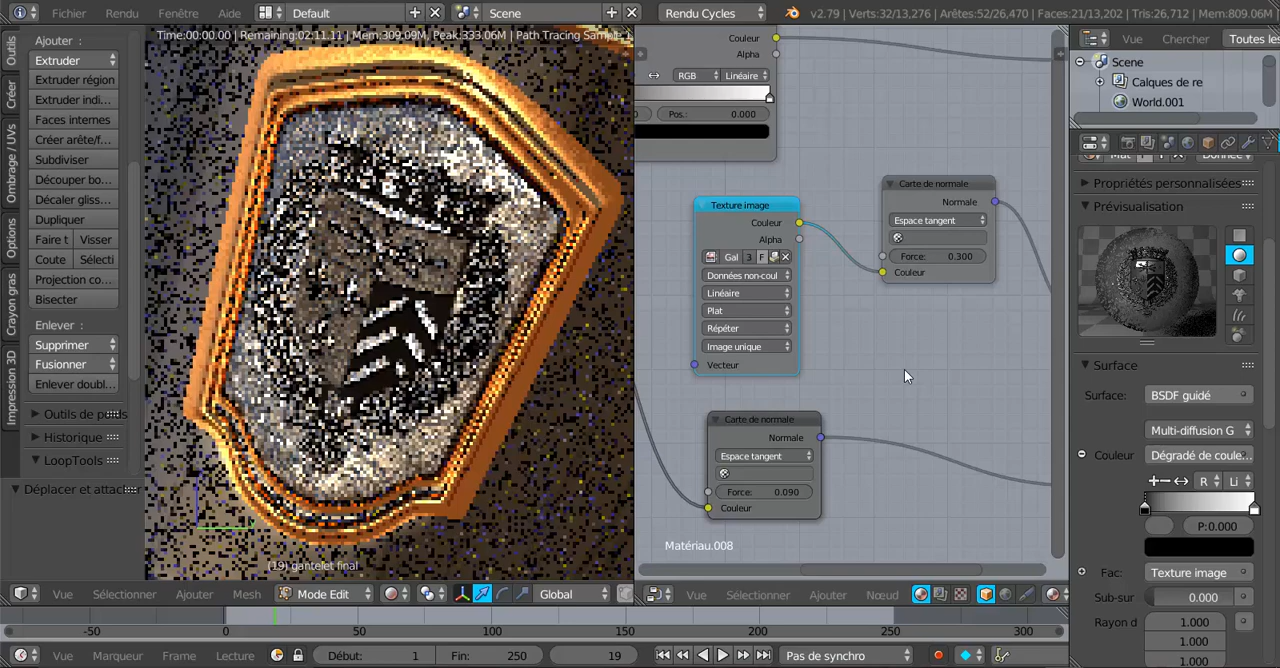 Fichier Rendu Fenêtre Aide Default Scene Rendu Cycles v2.79 | Verts:32/13,276 | Arêtes:52/26,470 | Faces:21/13,202 | Tris:26,712 | Mem:809.06M
Outils
Créer
Ombrage / UVs
Options
Crayon gras
Impression 3D
Ajouter :
Extruder
Extruder région
Extruder indi...
Faces internes
Créer arête/f...
Subdiviser
Découper bo...
Décaler gliss...
Dupliquer
Faire t Visser
Coute Sélecti
Projection co...
Bisecter
Enlever :
Supprimer
Fusionner
Enlever doubl...
Outils de poids
Historique
LoopTools
Déplacer et attac
Time:00:00.00 | Remaining:02:11.11 | Mem:309.09M, Peak:333.06M | Path Tracing Sample 1
(19) gantelet final
Vue Sélectionner Ajouter Mesh Mode Edit Global
Couleur
Alpha
RGB Linéaire
0 Pos.: 0.000
Texture image
Couleur
Alpha
Gal 3 F
Données non-coul
Linéaire
Plat
Répéter
Image unique
Vecteur
Carte de normale
Normale
Espace tangent
Force: 0.300
Couleur
Carte de normale
Normale
Espace tangent
Force: 0.090
Couleur
Matériau.008
Vue Sélectionner Ajouter Nœud
Vue Chercher Toutes les
Scene
Calques de re
World.001
Mat F Donnée
Propriétés personnalisées
Prévisualisation
Surface
Surface: BSDF guidé
Multi-diffusion G
Couleur Dégradé de coule...
R Li
P:0.000
Fac: Texture image
Sub-sur 0.000
Rayon d 1.000
1.000
1.000
-50 0 50 100 150 200 250 300
Vue Marqueur Frame Lecture Début: 1 Fin: 250 19 Pas de synchro